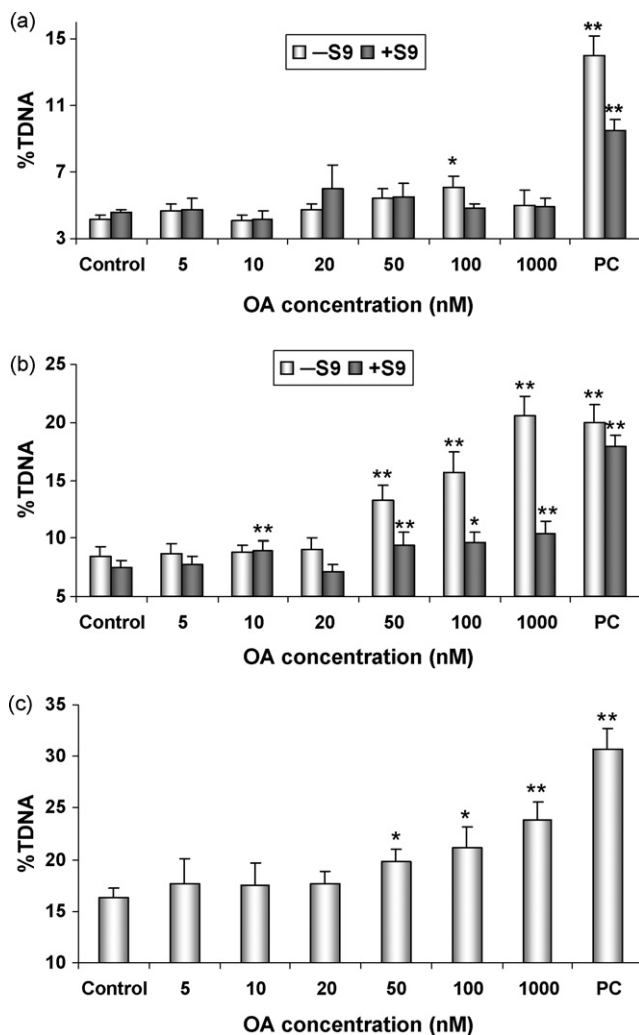 (a)
15
—S9 +S9
**
11
**
7
*
3
%TDNA
Control 5 10 20 50 100 1000 PC
OA concentration (nM)
(b)
25
—S9 +S9
20
** ** **
**
15
**
10
** ** * **
5
%TDNA
Control 5 10 20 50 100 1000 PC
OA concentration (nM)
(c)
35
**
30
25
**
20
* *
15
10
%TDNA
Control 5 10 20 50 100 1000 PC
OA concentration (nM)